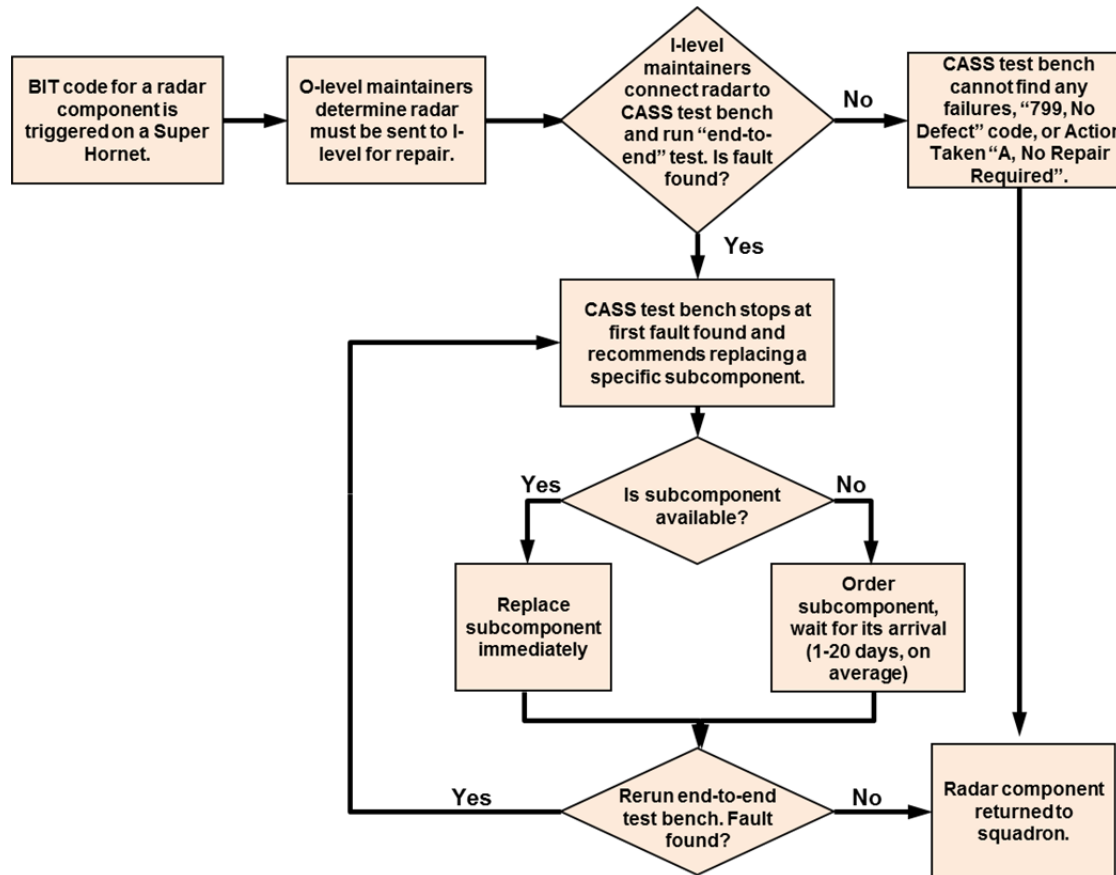 BIT code for a radar
component is
triggered on a Super
Hornet.
O-level maintainers
determine radar
must be sent to I-
level for repair.
I-level
maintainers
connect radar to
CASS test bench
and run “end-to-
end” test. Is fault
found?
No
CASS test bench
cannot find any
failures, “799, No
Defect” code, or Action
Taken “A, No Repair
Required”.
Yes
CASS test bench stops at
first fault found and
recommends replacing a
specific subcomponent.
Is subcomponent
available?
Yes
No
Replace
subcomponent
immediately
Order
subcomponent,
wait for its arrival
(1-20 days, on
average)
Rerun end-to-end
test bench. Fault
found?
Yes
No
Radar component
returned to
squadron.